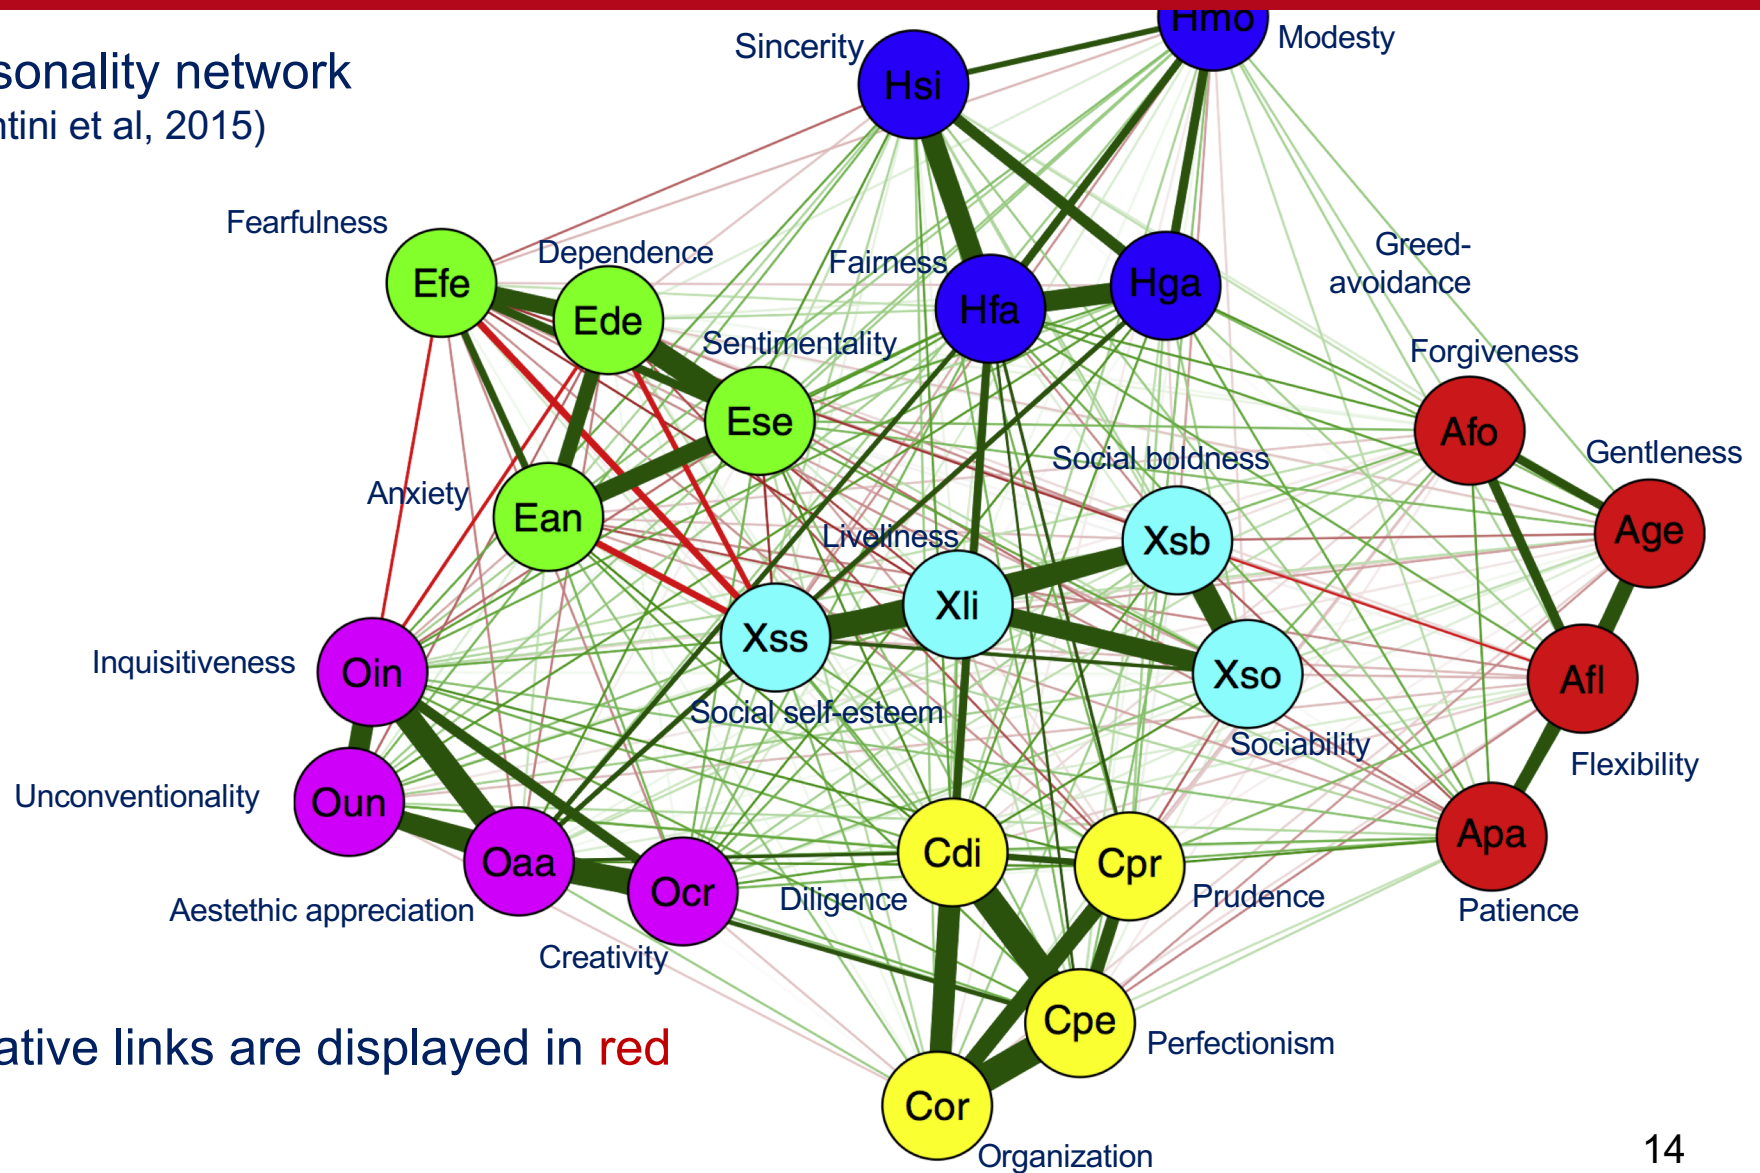 sonality network
ntini et al, 2015)
Hmo
Modesty
Sincerity
Hsi
Fearfulness
Efe
Dependence
Ede
Fairness
Hfa
Hga
Greed-
avoidance
Sentimentality
Ese
Forgiveness
Afo
Gentleness
Age
Anxiety
Ean
Social boldness
Xsb
Liveliness
Xli
Xss
Social self-esteem
Xso
Sociability
Afl
Flexibility
Inquisitiveness
Oin
Unconventionality
Oun
Oaa
Aestethic appreciation
Ocr
Creativity
Cdi
Diligence
Cpr
Prudence
Apa
Patience
Cpe
Perfectionism
Cor
Organization
ative links are displayed in red
14